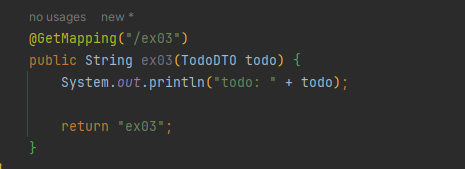 no usages new *
@GetMapping("/ex03")
public String ex03(TodoDTO todo) {
    System.out.println("todo: " + todo);
    return "ex03";
}